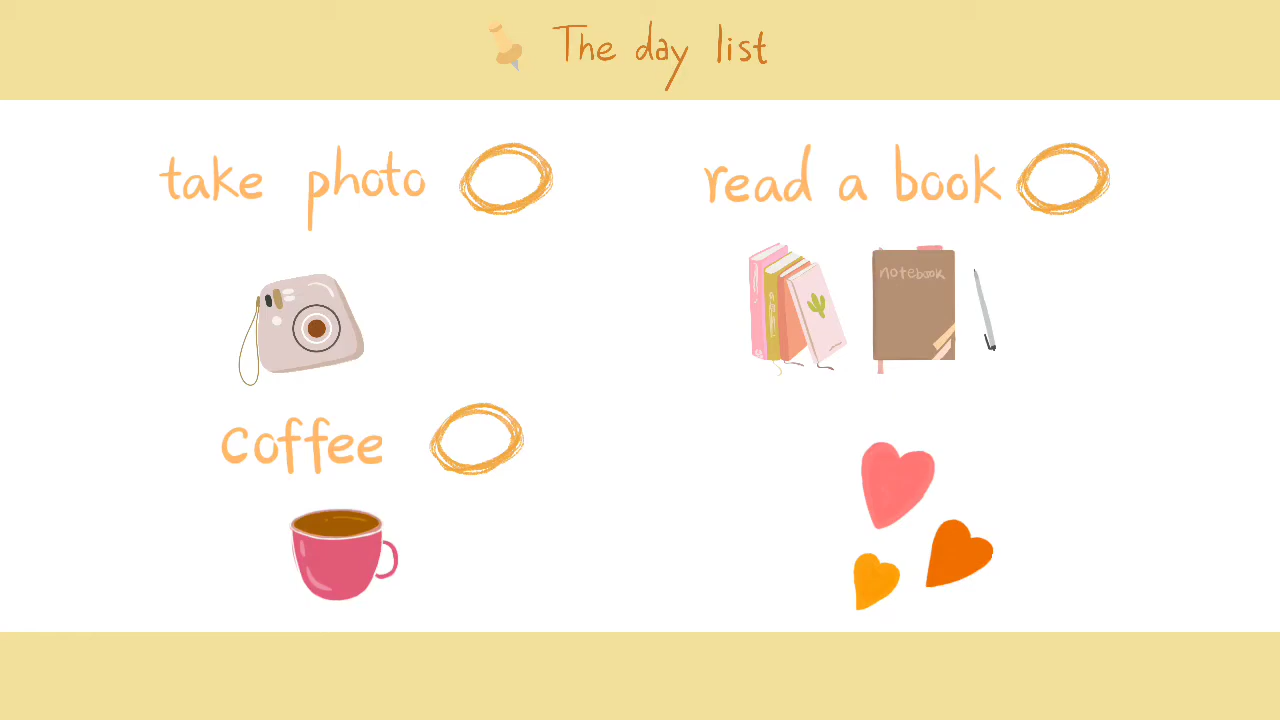 The day list
take photo
read a book
notebook
coffee